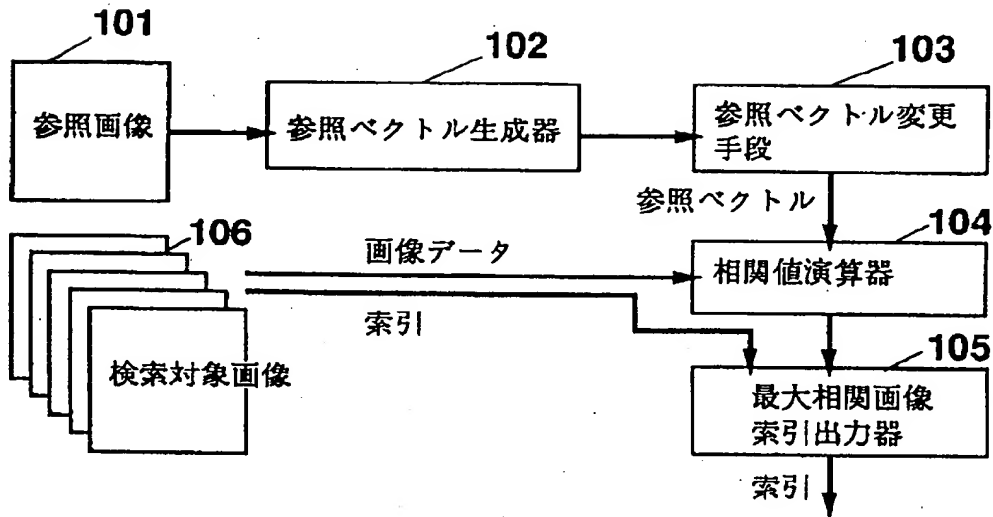 101
参照画像
102
参照ベクトル生成器
103
参照ベクトル変更
手段
参照ベクトル
104
相関値演算器
106
検索対象画像
画像データ
索引
105
最大相関画像
索引出力器
索引